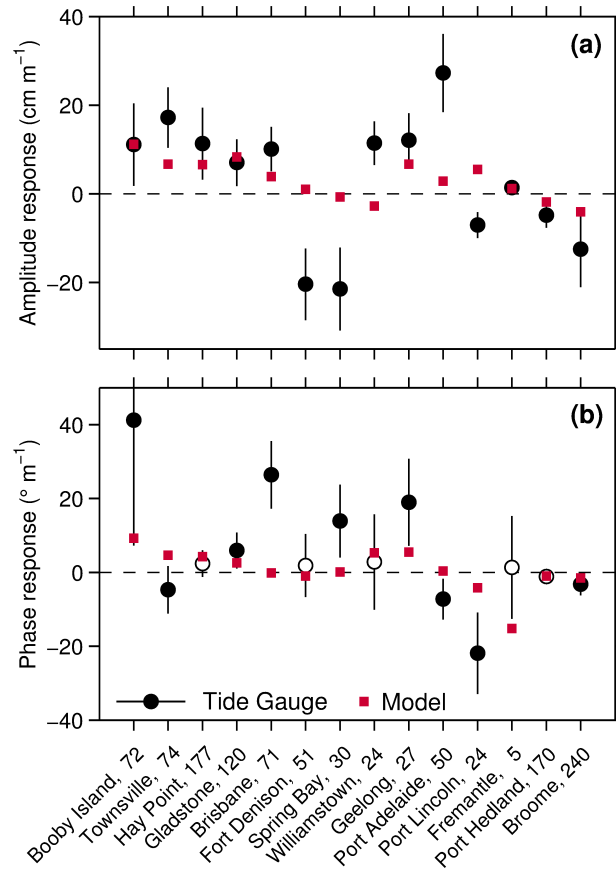 40
20
0
−20
Amplitude response (cm m⁻¹)
(a)
40
20
0
−20
−40
Phase response (° m⁻¹)
(b)
Tide Gauge
Model
Booby Island, 72
Townsville, 74
Hay Point, 177
Gladstone, 120
Brisbane, 71
Fort Denison, 51
Spring Bay, 30
Williamstown, 24
Geelong, 27
Port Adelaide, 50
Port Lincoln, 24
Fremantle, 5
Port Hedland, 170
Broome, 240